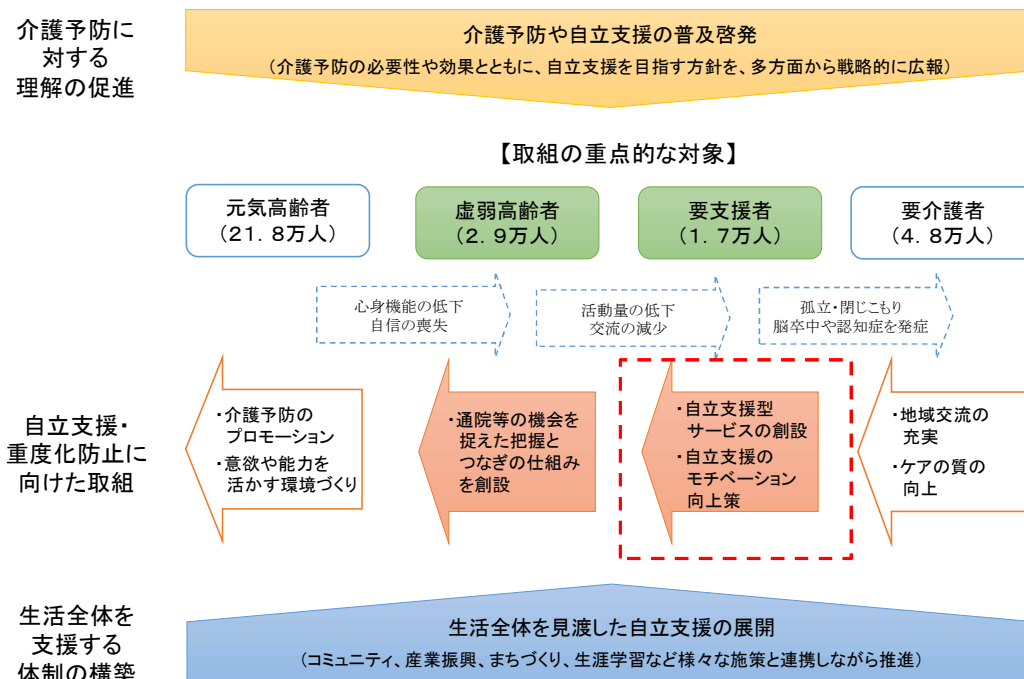 介護予防に
対する
理解の促進
介護予防や自立支援の普及啓発
（介護予防の必要性や効果とともに、自立支援を目指す方針を、多方面から戦略的に広報）
【取組の重点的な対象】
元気高齢者
（２１．８万人）
虚弱高齢者
（２．９万人）
要支援者
（１．７万人）
要介護者
（４．８万人）
心身機能の低下
自信の喪失
活動量の低下
交流の減少
孤立・閉じこもり
脳卒中や認知症を発症
自立支援・
重度化防止に
向けた取組
・介護予防の
プロモーション
・意欲や能力を
活かす環境づくり
・通院等の機会を
捉えた把握と
つなぎの仕組み
を創設
・自立支援型
サービスの創設
・自立支援の
モチベーション
向上策
・地域交流の
充実
・ケアの質の
向上
生活全体を
支援する
体制の構築
生活全体を見渡した自立支援の展開
（コミュニティ、産業振興、まちづくり、生涯学習など様々な施策と連携しながら推進）